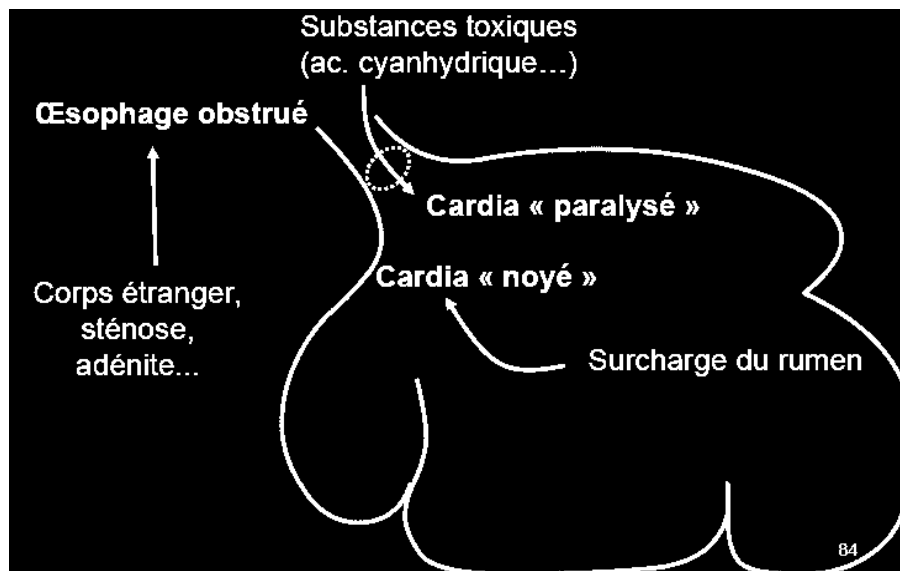 Substances toxiques
(ac. cyanhydrique…)
Œsophage obstrué
Cardia « paralysé »
Cardia « noyé »
Corps étranger,
sténose,
adénite...
Surcharge du rumen
84